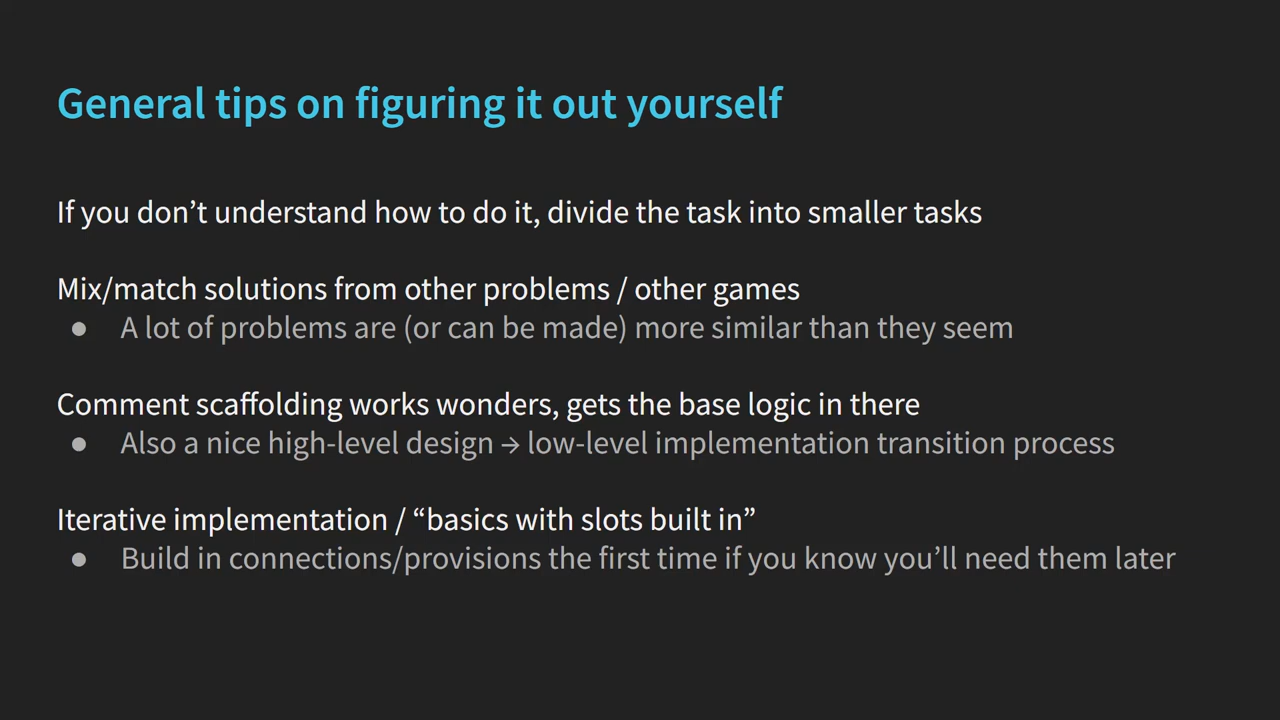 General tips on figuring it out yourself
If you don’t understand how to do it, divide the task into smaller tasks
Mix/match solutions from other problems / other games
● A lot of problems are (or can be made) more similar than they seem
Comment scaffolding works wonders, gets the base logic in there
● Also a nice high-level design → low-level implementation transition process
Iterative implementation / “basics with slots built in”
● Build in connections/provisions the first time if you know you’ll need them later